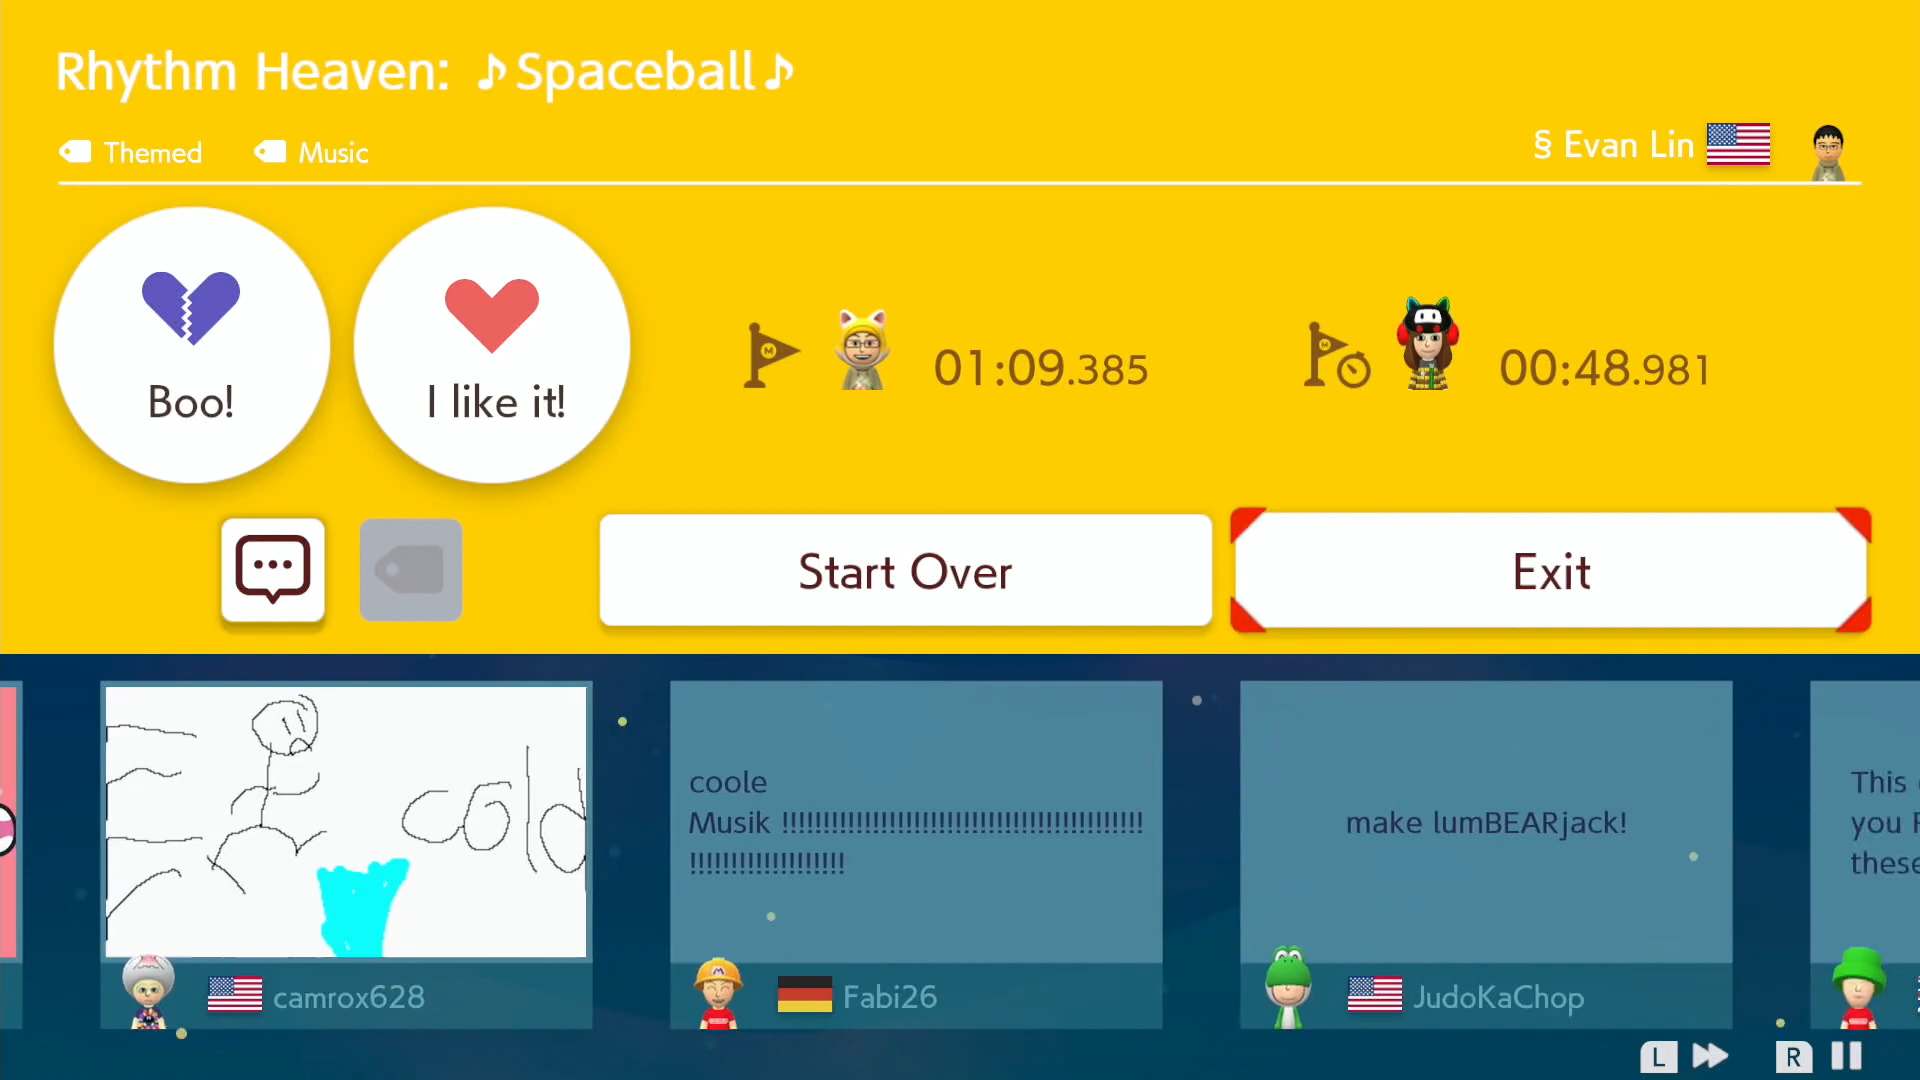 Rhythm Heaven: ♪Spaceball♪
Themed Music
§ Evan Lin
Boo!
I like it!
01:09.385
00:48.981
Start Over
Exit
cold
coole
Musik !!!!!!!!!!!!!!!!!!!!!!!!!!!!!!!!!!!!!!!!!!!!
!!!!!!!!!!!!!!!!!!!
make lumBEARjack!
This
you
these
camrox628
Fabi26
JudoKaChop
L
R